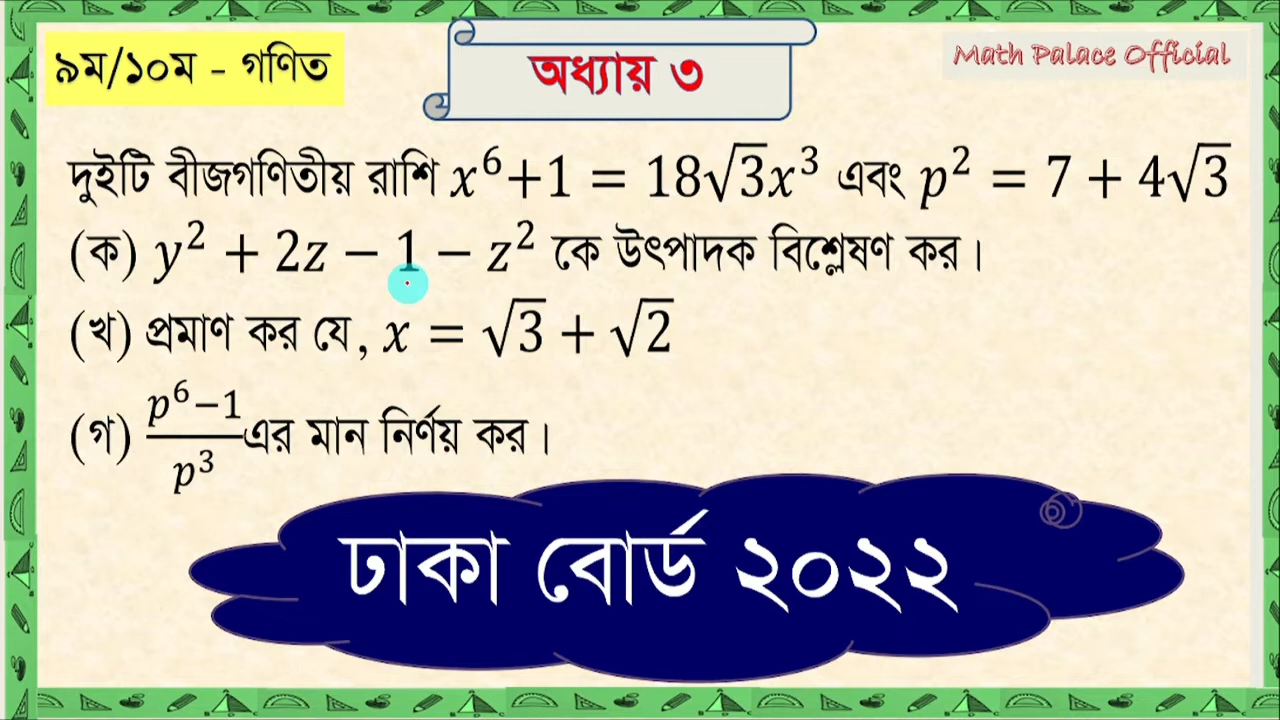 ৯ম/১০ম - গণিত
অধ্যায় ৩
Math Palace Official
দুইটি বীজগণিতীয় রাশি x⁶+1 = 18√3x³ এবং p² = 7 + 4√3
(ক) y² + 2z − 1 − z² কে উৎপাদক বিশ্লেষণ কর।
(খ) প্রমাণ কর যে, x = √3 + √2
(গ) (p⁶−1)/p³ এর মান নির্ণয় কর।
ঢাকা বোর্ড ২০২২